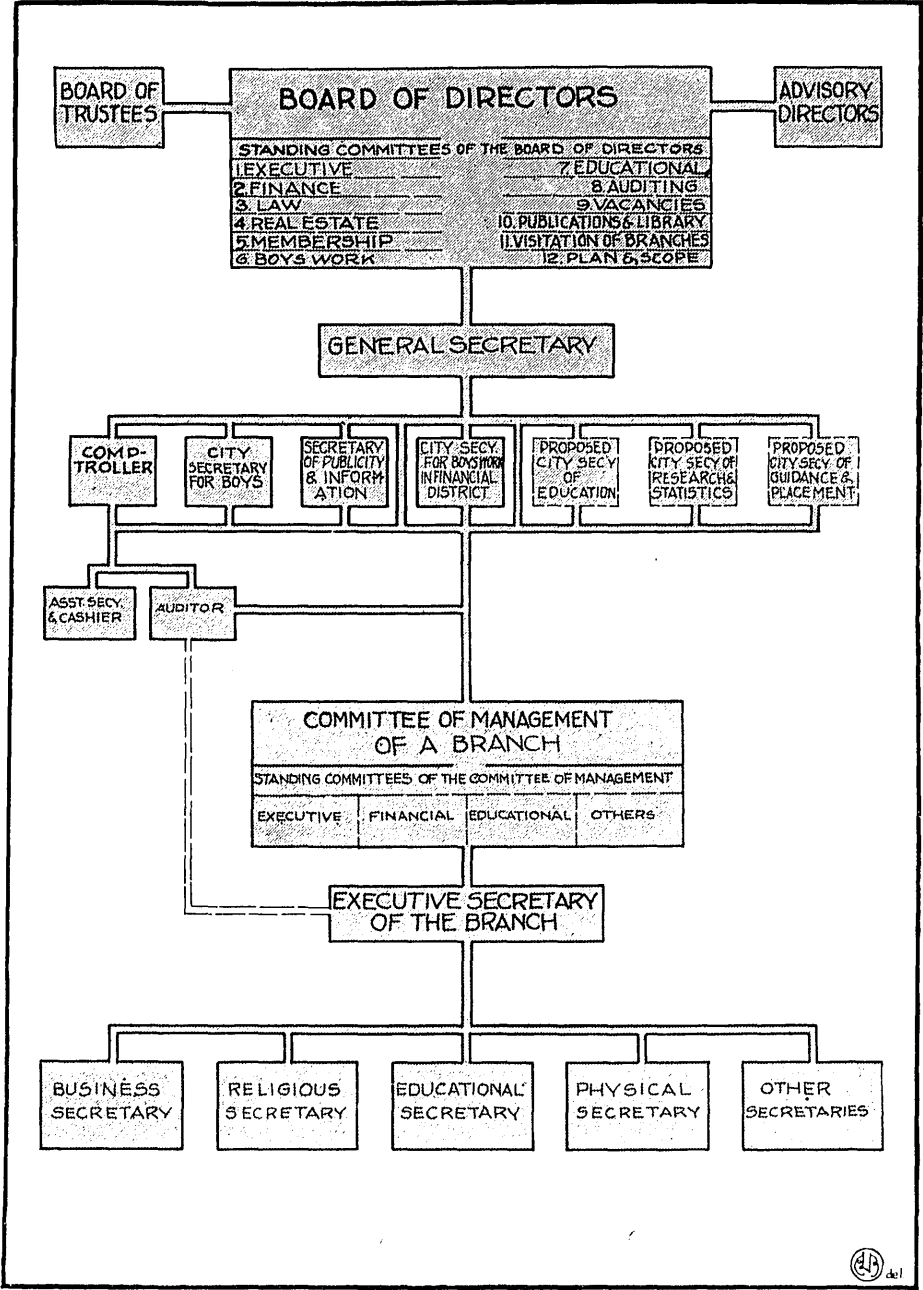 BOARD OF
TRUSTEES
BOARD OF DIRECTORS
ADVISORY
DIRECTORS
STANDING COMMITTEES OF THE BOARD OF DIRECTORS
1. EXECUTIVE
2. FINANCE
3. LAW
4. REAL ESTATE
5. MEMBERSHIP
6. BOYS WORK
7. EDUCATIONAL
8. AUDITING
9. VACANCIES
10. PUBLICATIONS & LIBRARY
11. VISITATION OF BRANCHES
12. PLAN & SCOPE
GENERAL SECRETARY
COMP-
TROLLER
CITY
SECRETARY
FOR BOYS
SECRETARY
OF PUBLICITY
& INFORM-
ATION
CITY SECY.
FOR BOYS WORK
IN FINANCIAL
DISTRICT
PROPOSED
CITY SECY
OF
EDUCATION
PROPOSED
CITY SECY OF
RESEARCH &
STATISTICS
PROPOSED
CITY SECY OF
GUIDANCE &
PLACEMENT
ASST. SECY.
& CASHIER
AUDITOR
COMMITTEE OF MANAGEMENT
OF A BRANCH
STANDING COMMITTEES OF THE COMMITTEE OF MANAGEMENT
EXECUTIVE
FINANCIAL
EDUCATIONAL
OTHERS
EXECUTIVE SECRETARY
OF THE BRANCH
BUSINESS
SECRETARY
RELIGIOUS
SECRETARY
EDUCATIONAL
SECRETARY
PHYSICAL
SECRETARY
OTHER
SECRETARIES
del